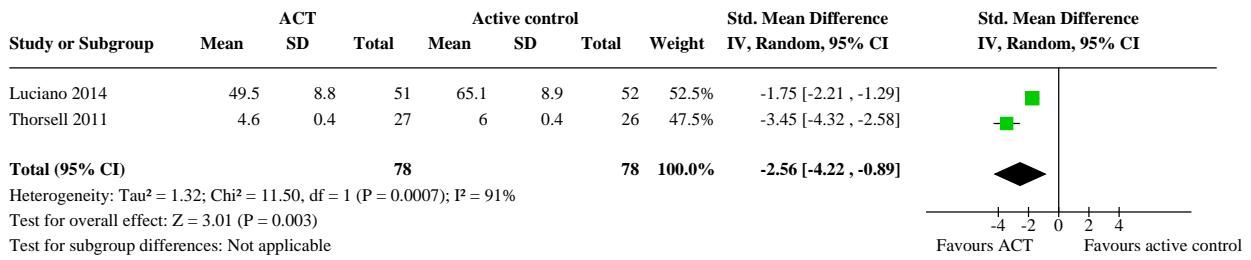 ACT Active control Std. Mean Difference Std. Mean Difference
Study or Subgroup Mean SD Total Mean SD Total Weight IV, Random, 95% CI IV, Random, 95% CI
Luciano 2014 49.5 8.8 51 65.1 8.9 52 52.5% -1.75 [-2.21 , -1.29]
Thorsell 2011 4.6 0.4 27 6 0.4 26 47.5% -3.45 [-4.32 , -2.58]
Total (95% CI) 78 78 100.0% -2.56 [-4.22 , -0.89]
Heterogeneity: Tau² = 1.32; Chi² = 11.50, df = 1 (P = 0.0007); I² = 91%
Test for overall effect: Z = 3.01 (P = 0.003)
Test for subgroup differences: Not applicable
-4 -2 0 2 4
Favours ACT Favours active control